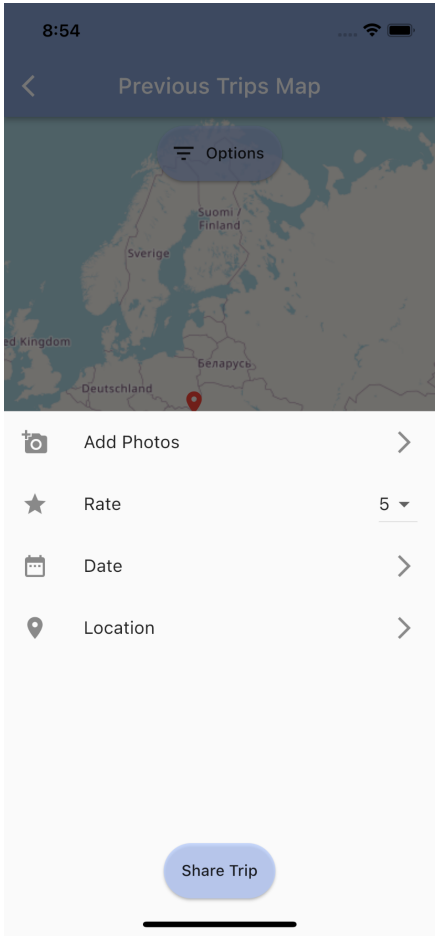 8:54
Previous Trips Map
Options
Suomi /
Finland
Sverige
ed Kingdom
Беларусь
Deutschland
Add Photos
Rate
5
Date
Location
Share Trip